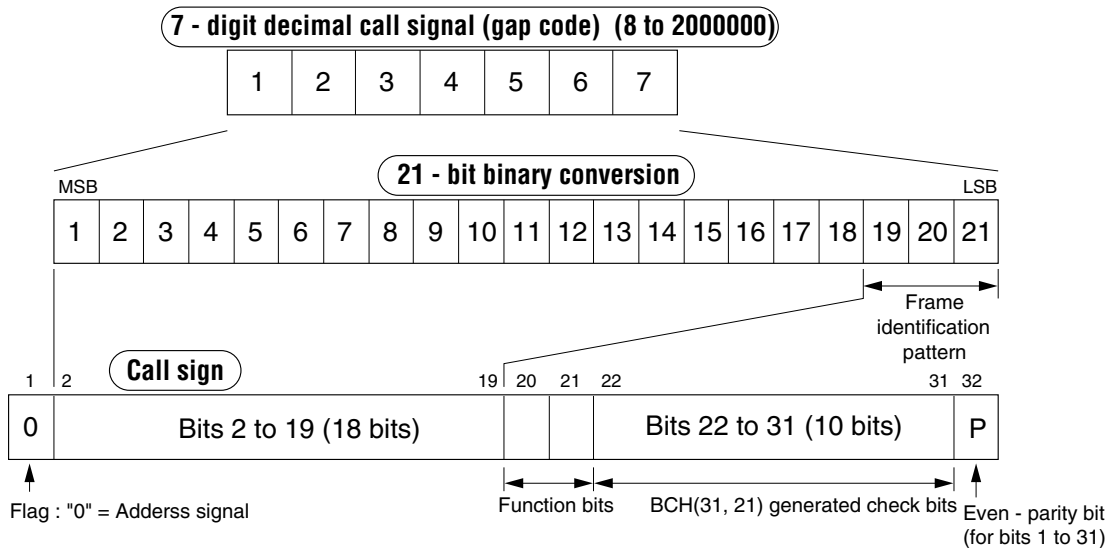 7 - digit decimal call signal (gap code) (8 to 2000000)
1 2 3 4 5 6 7
21 - bit binary conversion
MSB LSB
1 2 3 4 5 6 7 8 9 10 11 12 13 14 15 16 17 18 19 20 21
Frame
identification
pattern
Call sign
1 2 19 20 21 22 31 32
0 Bits 2 to 19 (18 bits) Bits 22 to 31 (10 bits) P
Flag : "0" = Adderss signal
Function bits
BCH(31, 21) generated check bits
Even - parity bit
(for bits 1 to 31)